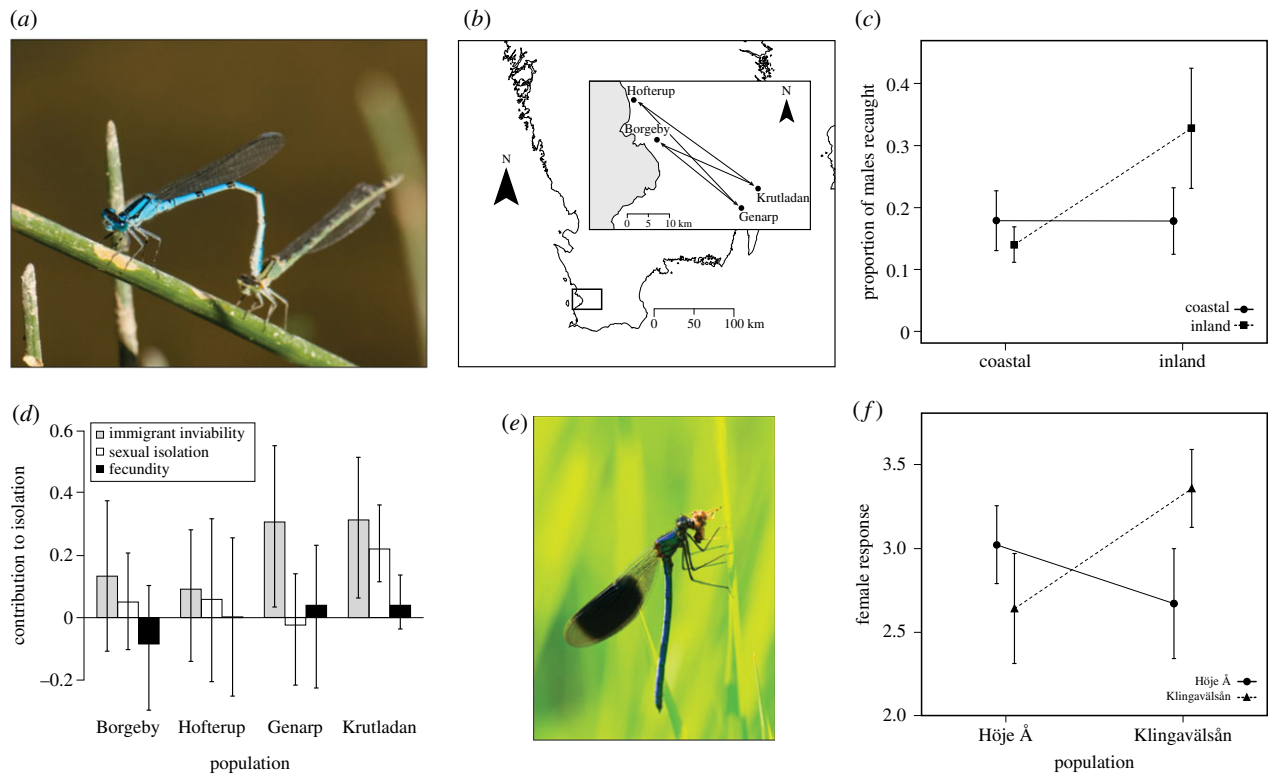 (a)
(b)
N
Hofterup
Borgeby
N
Krutladan
Genarp
0 5 10 km
0 50 100 km
(c)
proportion of males recaught
0.4
0.3
0.2
0.1
0
coastal
inland
coastal inland
(d)
contribution to isolation
0.6
0.4
0.2
0
–0.2
immigrant inviability
sexual isolation
fecundity
Borgeby Hofterup Genarp Krutladan
population
(e)
(f)
female response
3.5
3.0
2.5
2.0
Höje Å
Klingavälsån
Höje Å Klingavälsån
population